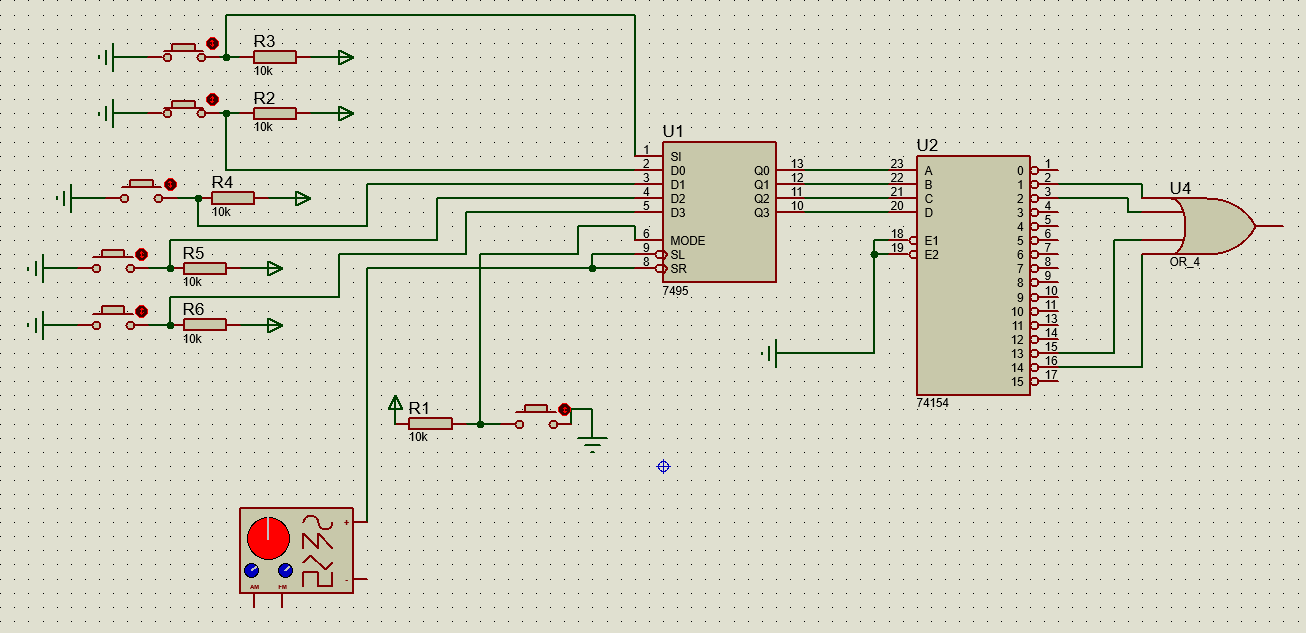 R3
10k
R2
10k
R4
10k
R5
10k
R6
10k
U1
1 SI
2 D0 Q0 13
3 D1 Q1 12
4 D2 Q2 11
5 D3 Q3 10
6 MODE
9 SL
8 SR
7495
U2
23 A 0 1
22 B 1 2
21 C 2 3
20 D 3 4
4 5
18 E1 5 6
19 E2 6 7
7 8
8 9
9 10
10 11
11 13
12 14
13 15
14 16
15 17
74154
U4
OR_4
R1
10k
+
-
AM FM